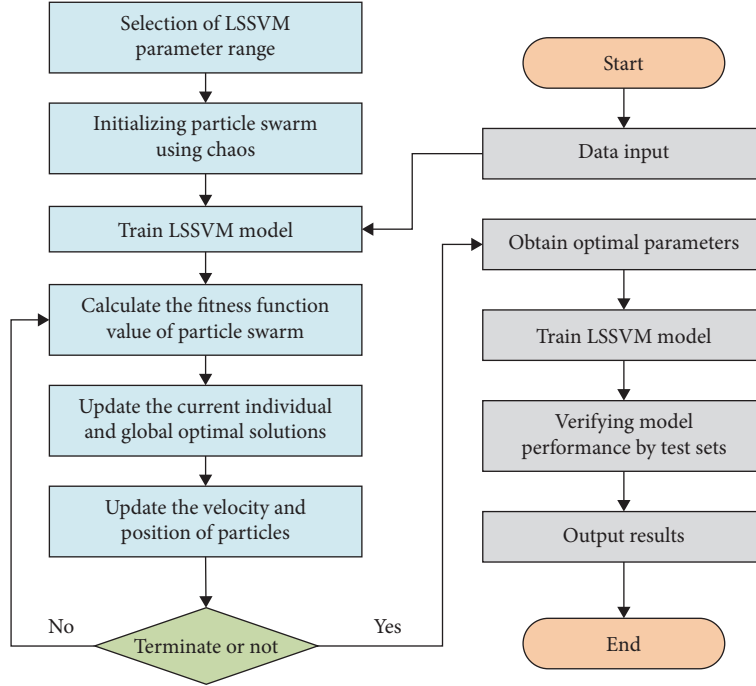 Selection of LSSVM
parameter range
Initializing particle swarm
using chaos
Train LSSVM model
Calculate the fitness function
value of particle swarm
Update the current individual
and global optimal solutions
Update the velocity and
position of particles
No
Terminate or not
Yes
Start
Data input
Obtain optimal parameters
Train LSSVM model
Verifying model
performance by test sets
Output results
End